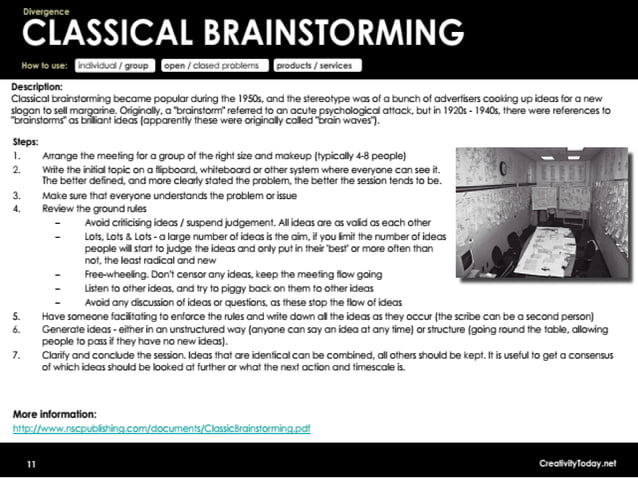 Divergence
CLASSICAL BRAINSTORMING
How to use: individual / group open / closed problems products / services
Description:
Classical brainstorming became popular during the 1950s, and the stereotype was of a bunch of advertisers cooking up ideas for a new
slogan to sell margarine. Originally, a "brainstorm" referred to an acute psychological attack, but in 1920s - 1940s, there were references to
"brainstorms" as brilliant ideas (apparently these were originally called "brain waves").
Steps:
1. Arrange the meeting for a group of the right size and makeup (typically 4-8 people)
2. Write the initial topic on a flipboard, whiteboard or other system where everyone can see it.
The better defined, and more clearly stated the problem, the better the session tends to be.
3. Make sure that everyone understands the problem or issue
4. Review the ground rules
– Avoid criticising ideas / suspend judgement. All ideas are as valid as each other
– Lots, Lots & Lots - a large number of ideas is the aim, if you limit the number of ideas
people will start to judge the ideas and only put in their 'best' or more often than
not, the least radical and new
– Free-wheeling. Don't censor any ideas, keep the meeting flow going
– Listen to other ideas, and try to piggy back on them to other ideas
– Avoid any discussion of ideas or questions, as these stop the flow of ideas
5. Have someone facilitating to enforce the rules and write down all the ideas as they occur (the scribe can be a second person)
6. Generate ideas - either in an unstructured way (anyone can say an idea at any time) or structure (going round the table, allowing
people to pass if they have no new ideas).
7. Clarify and conclude the session. Ideas that are identical can be combined, all others should be kept. It is useful to get a consensus
of which ideas should be looked at further or what the next action and timescale is.
More information:
http://www.nscpublishing.com/documents/ClassicBrainstorming.pdf
11
CreativityToday.net